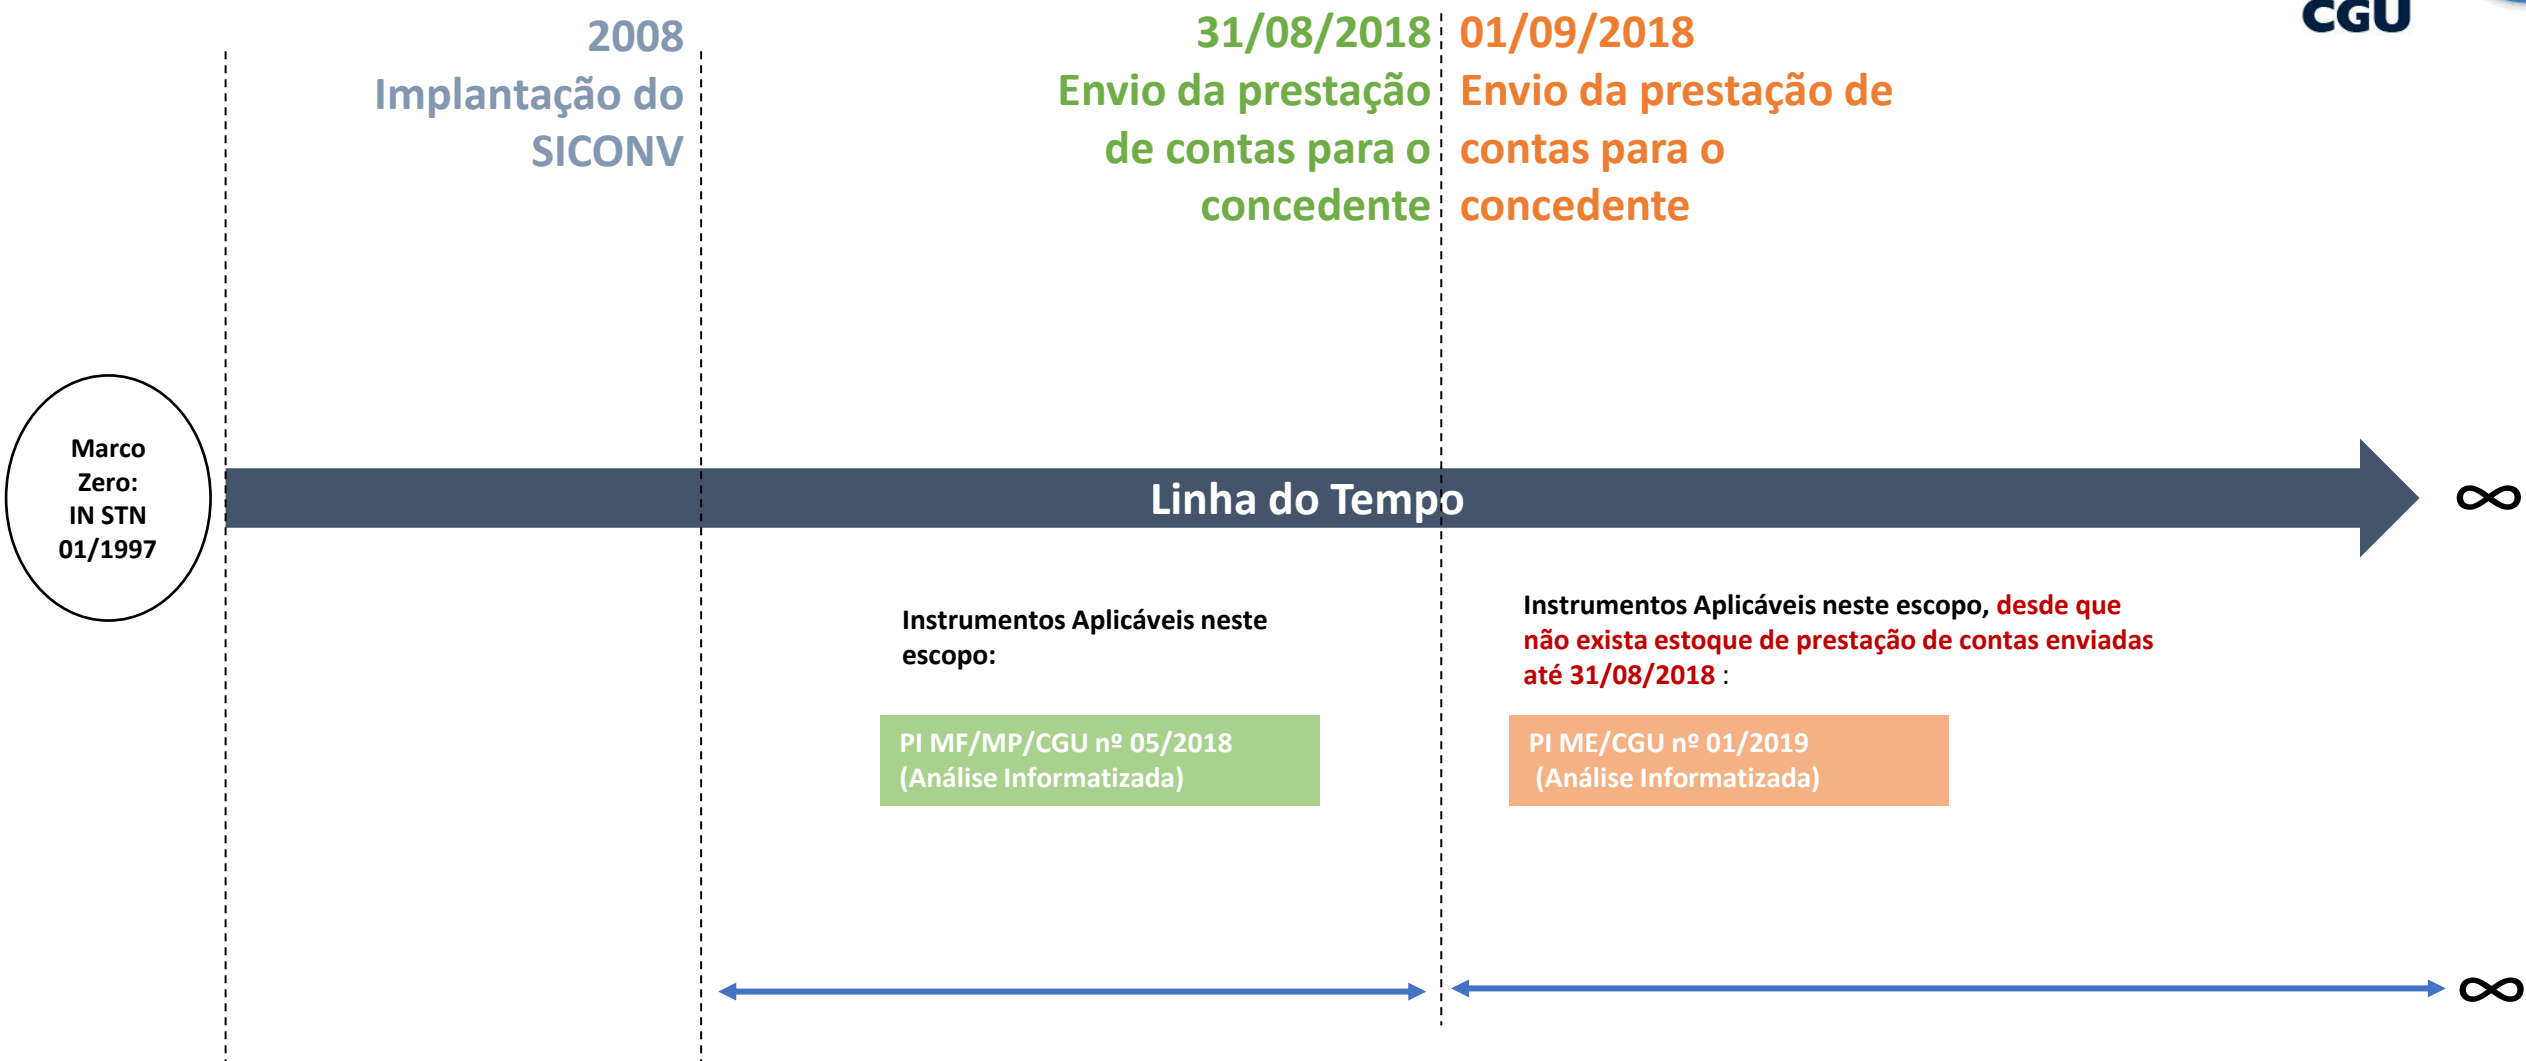 CGU
2008
Implantação do
SICONV
31/08/2018
Envio da prestação
de contas para o
concedente
01/09/2018
Envio da prestação de
contas para o
concedente
Marco
Zero:
IN STN
01/1997
Linha do Tempo
∞
Instrumentos Aplicáveis neste
escopo:
PI MF/MP/CGU nº 05/2018
(Análise Informatizada)
Instrumentos Aplicáveis neste escopo, desde que
não exista estoque de prestação de contas enviadas
até 31/08/2018 :
PI ME/CGU nº 01/2019
(Análise Informatizada)
∞